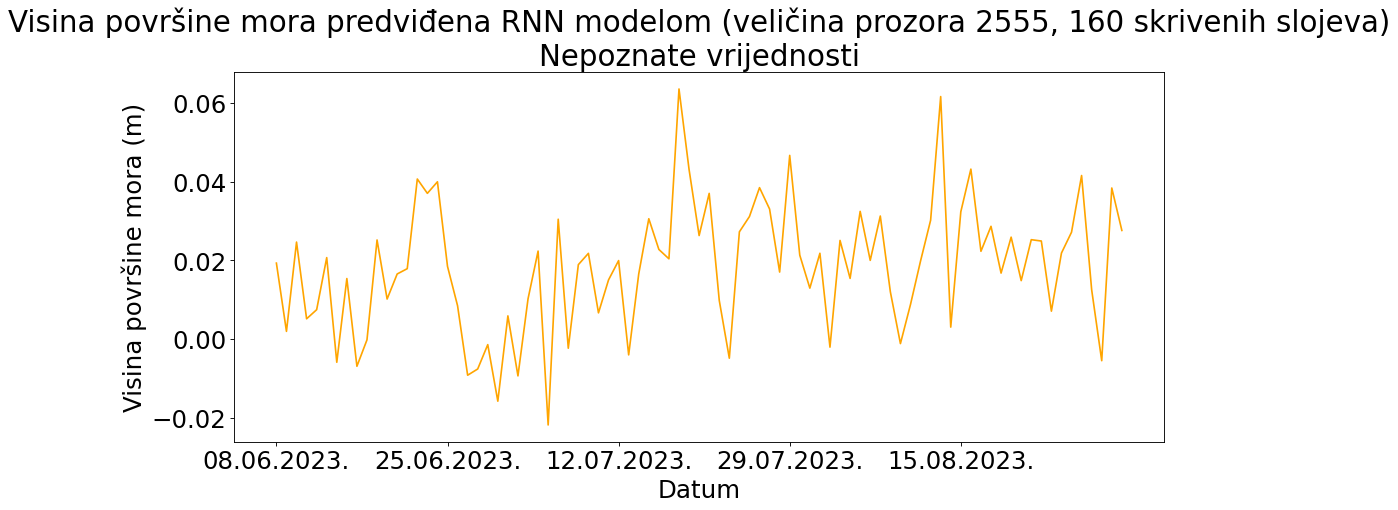 Visina površine mora predviđena RNN modelom (veličina prozora 2555, 160 skrivenih slojeva)
Nepoznate vrijednosti
Visina površine mora (m)
0.06
0.04
0.02
0.00
−0.02
08.06.2023. 25.06.2023. 12.07.2023. 29.07.2023. 15.08.2023.
Datum